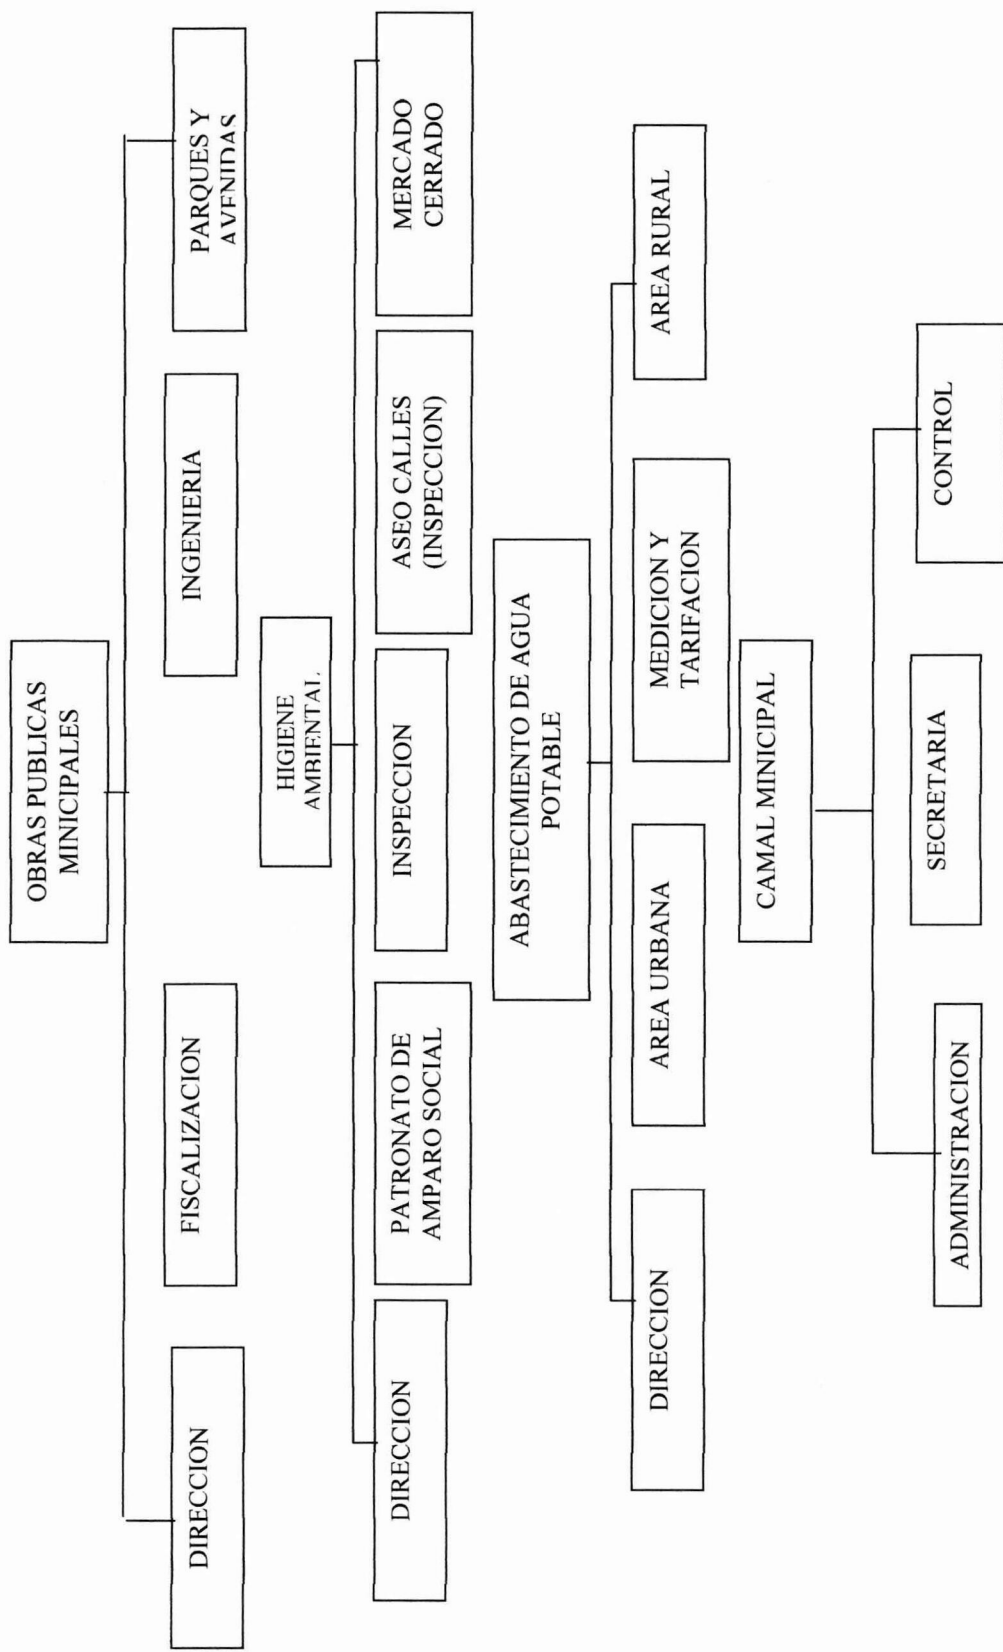 OBRAS PUBLICAS
MINICIPALES
DIRECCION
FISCALIZACION
INGENIERIA
PARQUES Y
AVENIDAS
HIGIENE
AMBIENTAL
DIRECCION
PATRONATO DE
AMPARO SOCIAL
INSPECCION
ASEO CALLES
(INSPECCION)
MERCADO
CERRADO
ABASTECIMIENTO DE AGUA
POTABLE
DIRECCION
AREA URBANA
MEDICION Y
TARIFACION
AREA RURAL
CAMAL MINICIPAL
ADMINISTRACION
SECRETARIA
CONTROL